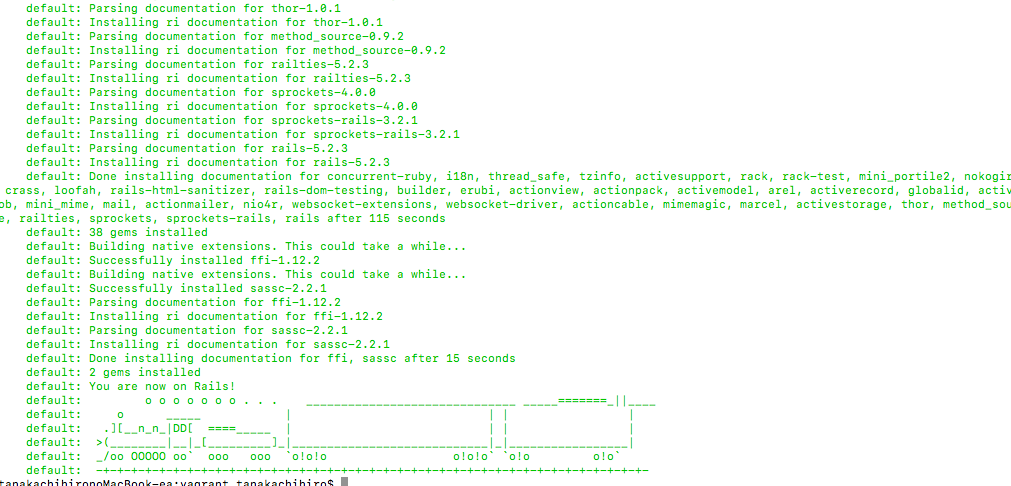 default: Parsing documentation for thor-1.0.1
default: Installing ri documentation for thor-1.0.1
default: Parsing documentation for method_source-0.9.2
default: Installing ri documentation for method_source-0.9.2
default: Parsing documentation for railties-5.2.3
default: Installing ri documentation for railties-5.2.3
default: Parsing documentation for sprockets-4.0.0
default: Installing ri documentation for sprockets-4.0.0
default: Parsing documentation for sprockets-rails-3.2.1
default: Installing ri documentation for sprockets-rails-3.2.1
default: Parsing documentation for rails-5.2.3
default: Installing ri documentation for rails-5.2.3
default: Done installing documentation for concurrent-ruby, i18n, thread_safe, tzinfo, activesupport, rack, rack-test, mini_portile2, nokogir
crass, loofah, rails-html-sanitizer, rails-dom-testing, builder, erubi, actionview, actionpack, activemodel, arel, activerecord, globalid, activ
ob, mini_mime, mail, actionmailer, nio4r, websocket-extensions, websocket-driver, actioncable, mimemagic, marcel, activestorage, thor, method_sou
e, railties, sprockets, sprockets-rails, rails after 115 seconds
default: 38 gems installed
default: Building native extensions. This could take a while...
default: Successfully installed ffi-1.12.2
default: Building native extensions. This could take a while...
default: Successfully installed sassc-2.2.1
default: Parsing documentation for ffi-1.12.2
default: Installing ri documentation for ffi-1.12.2
default: Parsing documentation for sassc-2.2.1
default: Installing ri documentation for sassc-2.2.1
default: Done installing documentation for ffi, sassc after 15 seconds
default: 2 gems installed
default: You are now on Rails!
default:         o o o o o o o . . .    ______________________________ _____=======_||____
default:     o      _____            |                            | |                 |
default:   .][__n_n_|DD[  ====_____  |                            | |                 |
default:  >(________|__|_[_________]_|____________________________|_|_________________|
default:  _/oo OOOOO oo`  ooo   ooo  `o!o!o                  o!o!o` `o!o         o!o`
default:  -+-+-+-+-+-+-+-+-+-+-+-+-+-+-+-+-+-+-+-+-+-+-+-+-+-+-+-+-+-+-+-+-+-+-+-+-+-+-+-
tanakachihironoMacBook-ea:vagrant tanakachihiro$